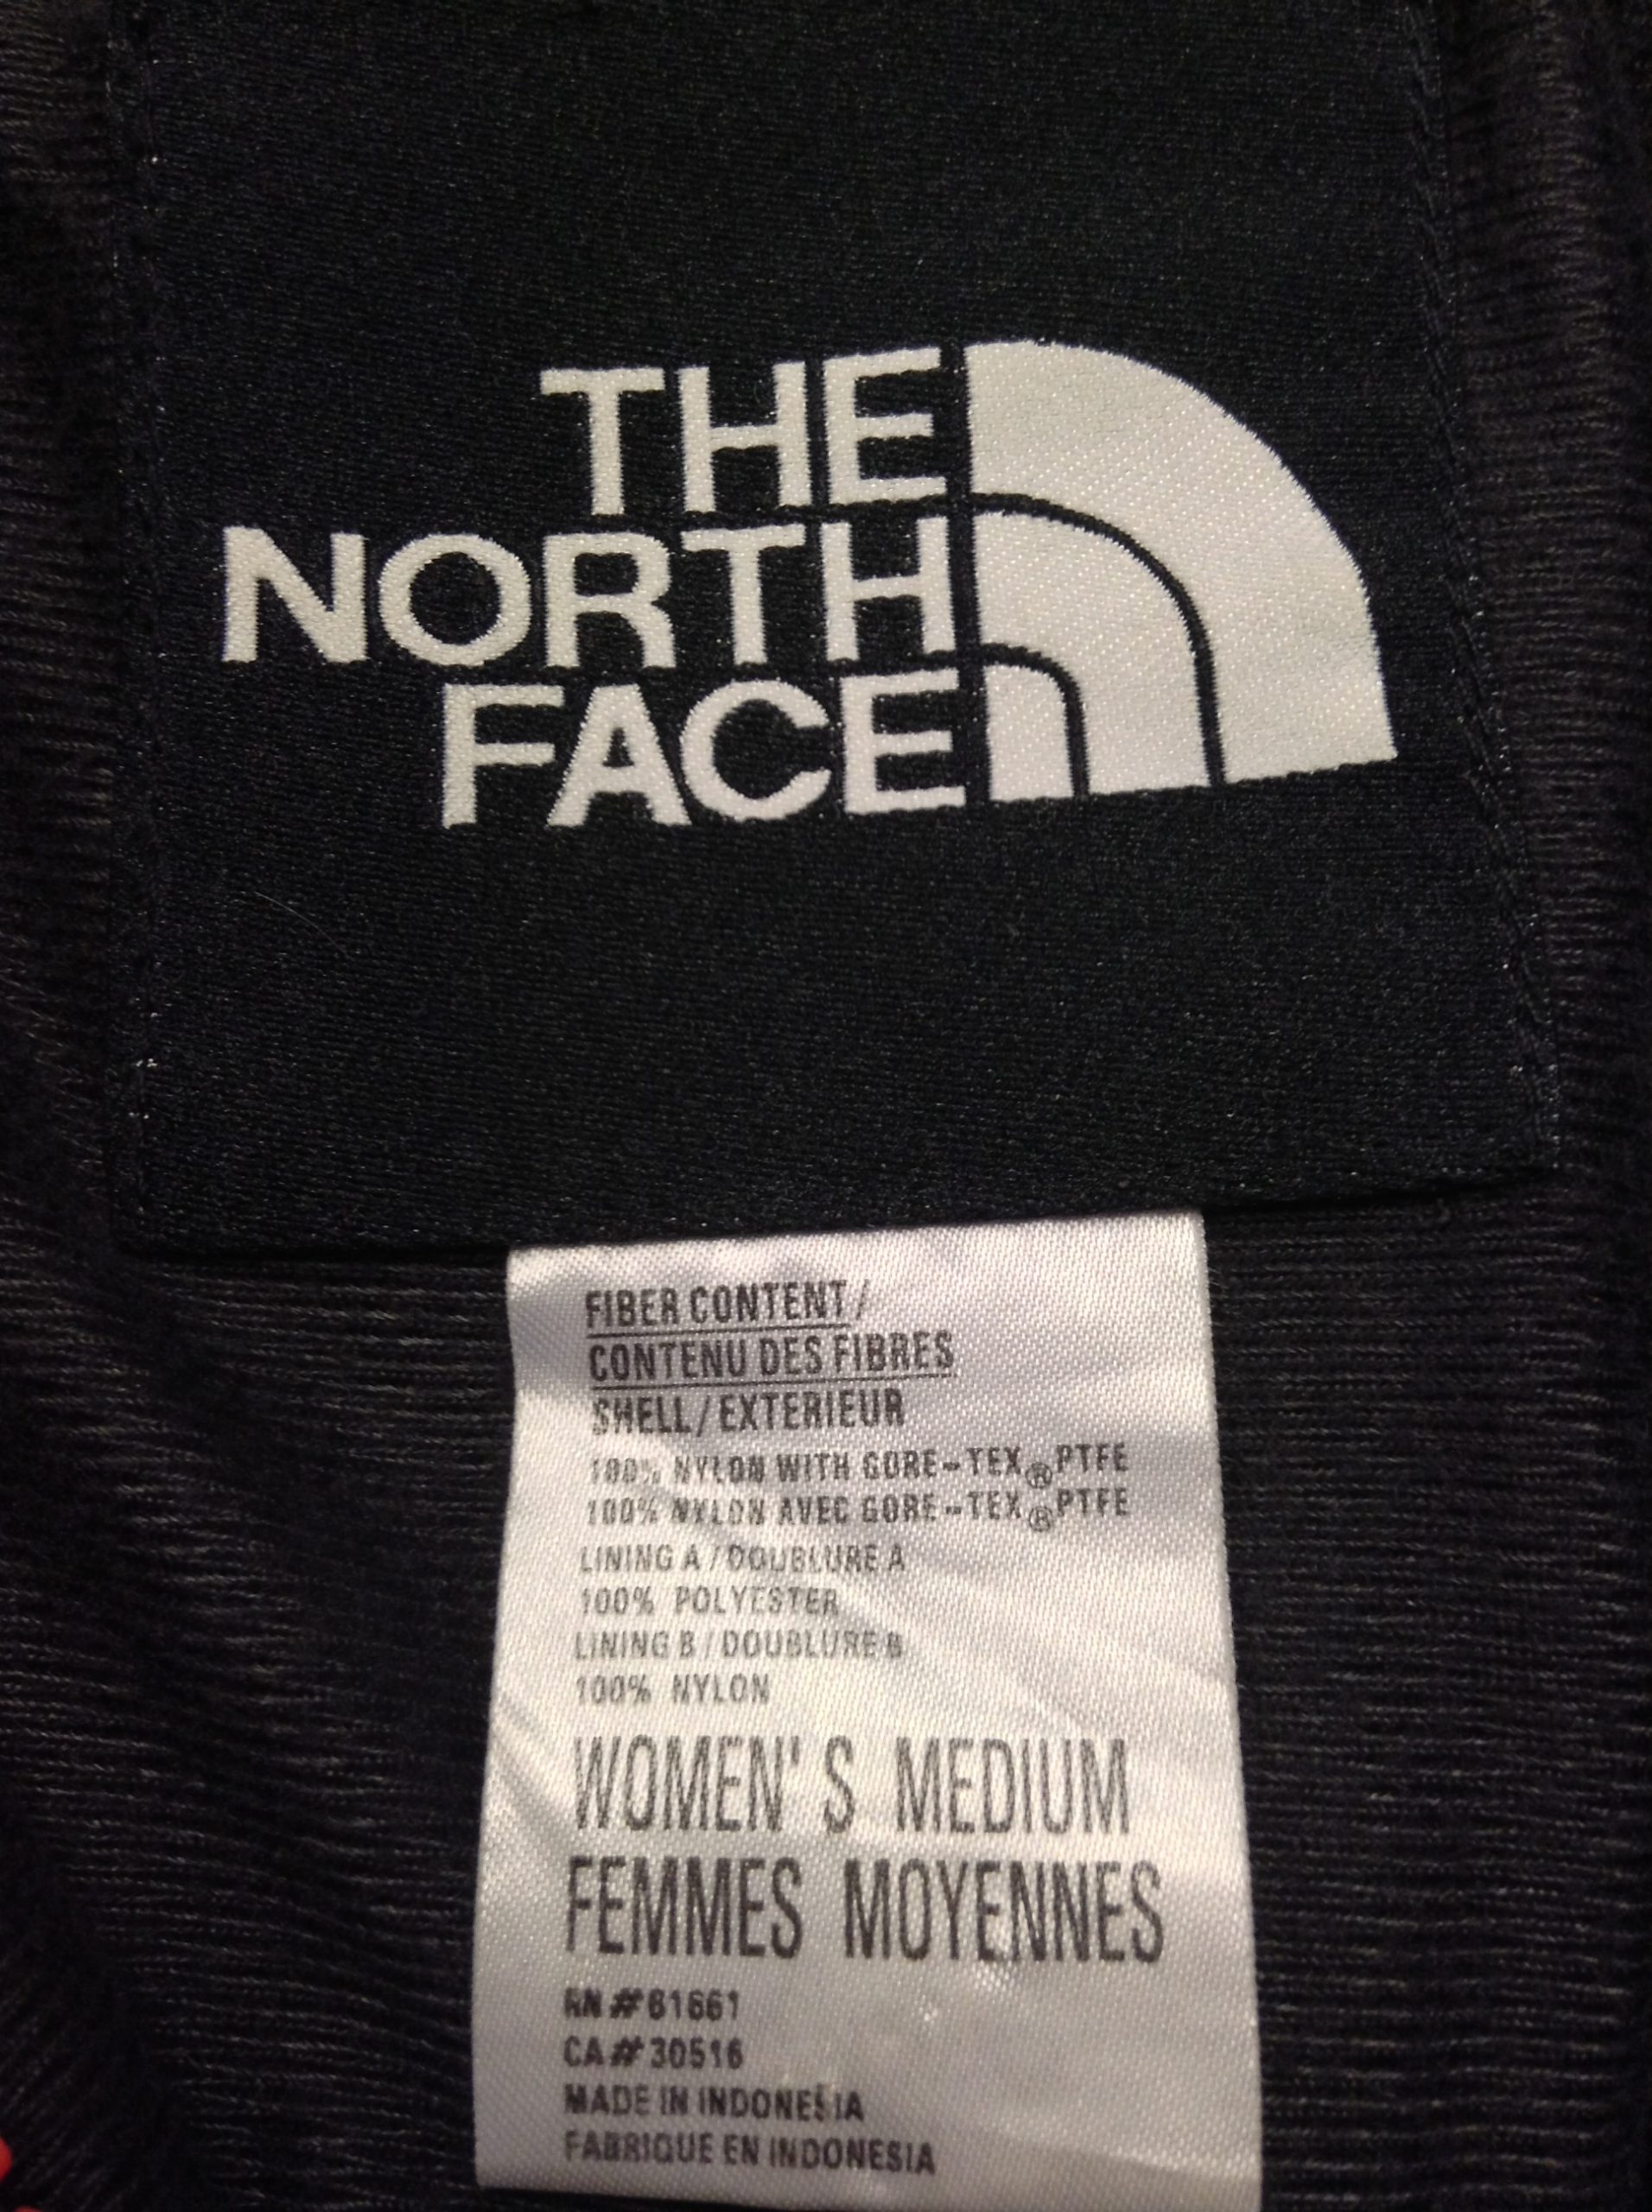 THE
NORTH
FACE
FIBER CONTENT/
CONTENU DES FIBRES
SHELL/EXTERIEUR
100% NYLON WITH GORE-TEX®PTFE
100% NYLON AVEC GORE-TEX®PTFE
LINING A / DOUBLURE A
100% POLYESTER
LINING B / DOUBLURE B
100% NYLON
WOMEN'S MEDIUM
FEMMES MOYENNES
RN#61661
CA#30516
MADE IN INDONESIA
FABRIQUE EN INDONESIA